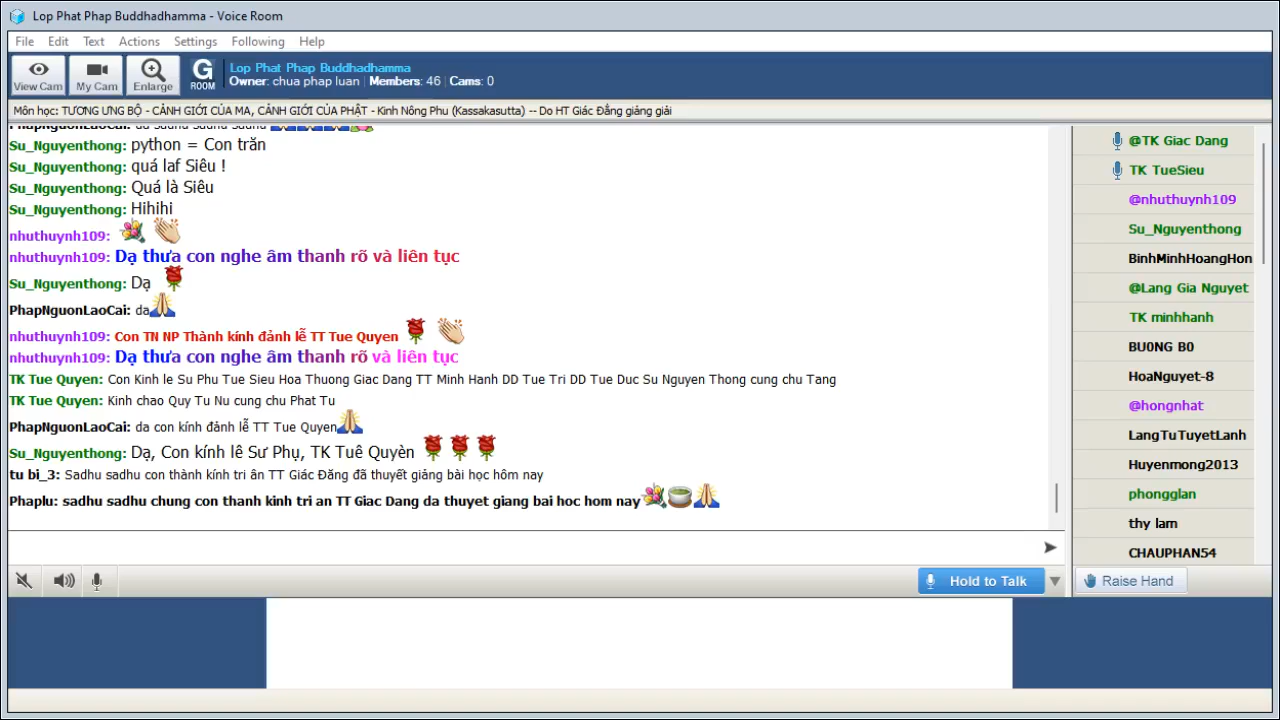 Lop Phat Phap Buddhadhamma - Voice Room
File Edit Text Actions Settings Following Help
View Cam My Cam Enlarge G ROOM
Lop Phat Phap Buddhadhamma
Owner: chua phap luan Members: 46 Cams: 0
Môn học: TƯƠNG ƯNG BỘ - CẢNH GIỚI CỦA MA, CẢNH GIỚI CỦA PHẬT - Kinh Nông Phu (Kassakasutta) -- Do HT Giác Đẳng giảng giải
PhapNguonLaoCai: da sadhu sadhu sadhu
Su_Nguyenthong: python = Con trăn
Su_Nguyenthong: quá laf Siêu !
Su_Nguyenthong: Quá là Siêu
Su_Nguyenthong: Hihihi
nhuthuynh109:
nhuthuynh109: Dạ thưa con nghe âm thanh rõ và liên tục
Su_Nguyenthong: Dạ
PhapNguonLaoCai: da
nhuthuynh109: Con TN NP Thành kính đảnh lễ TT Tue Quyen
nhuthuynh109: Dạ thưa con nghe âm thanh rõ và liên tục
TK Tue Quyen: Con Kinh le Su Phu Tue Sieu Hoa Thuong Giac Dang TT Minh Hanh DD Tue Tri DD Tue Duc Su Nguyen Thong cung chu Tang
TK Tue Quyen: Kinh chao Quy Tu Nu cung chu Phat Tu
PhapNguonLaoCai: da con kính đảnh lễ TT Tue Quyen
Su_Nguyenthong: Dạ, Con kính lê Sư Phụ, TK Tuê Quyèn
tu bi_3: Sadhu sadhu con thành kính tri ân TT Giác Đăng đã thuyết giảng bài học hôm nay
Phaplu: sadhu sadhu chung con thanh kinh tri an TT Giac Dang da thuyet giang bai hoc hom nay
Hold to Talk
@TK Giac Dang
TK TueSieu
@nhuthuynh109
Su_Nguyenthong
BinhMinhHoangHon
@Lang Gia Nguyet
TK minhhanh
BU0NG B0
HoaNguyet-8
@hongnhat
LangTuTuyetLanh
Huyenmong2013
phongglan
thy lam
CHAUPHAN54
Raise Hand